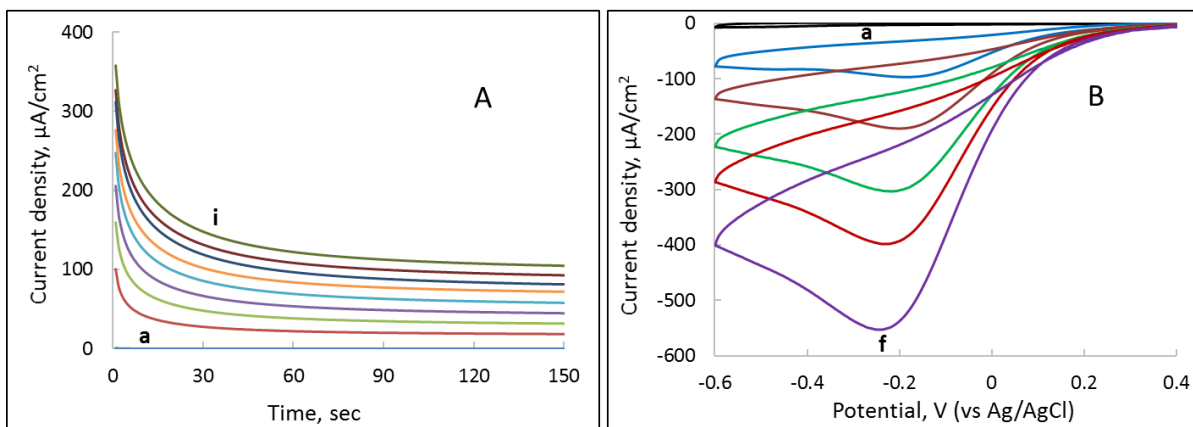 400
300
200
100
0
Current density, µA/cm²
A
i
a
0 30 60 90 120 150
Time, sec
0
-100
-200
-300
-400
-500
-600
Current density, µA/cm²
a
B
f
-0.6 -0.4 -0.2 0 0.2 0.4
Potential, V (vs Ag/AgCl)